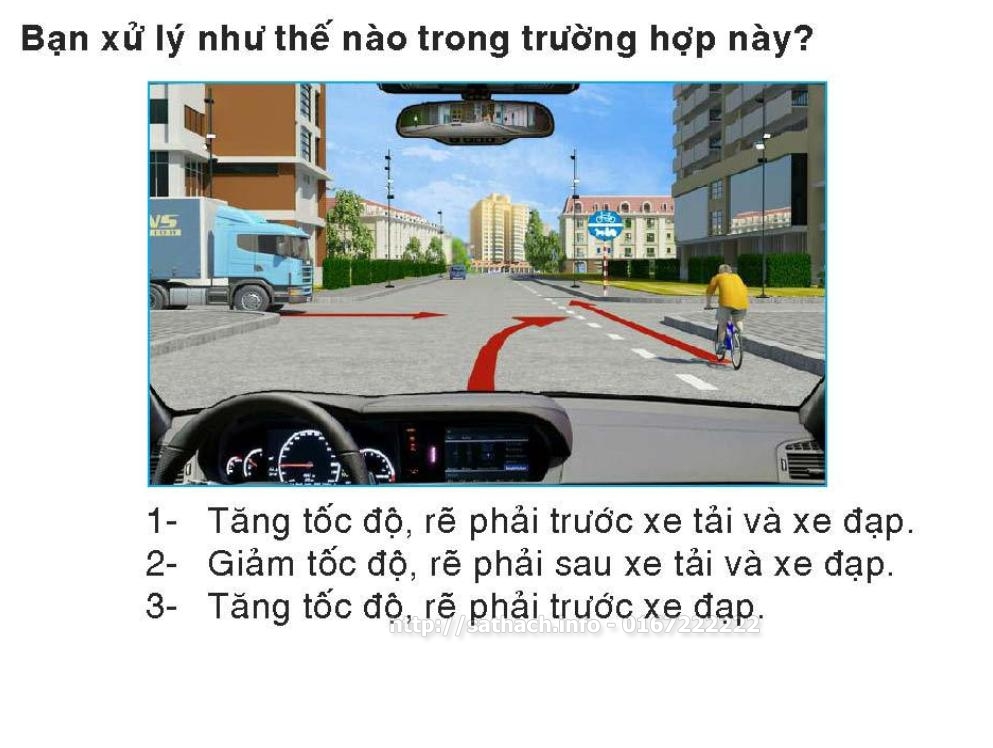 Bạn xử lý như thế nào trong trường hợp này?
VS
1- Tăng tốc độ, rẽ phải trước xe tải và xe đạp.
2- Giảm tốc độ, rẽ phải sau xe tải và xe đạp.
3- Tăng tốc độ, rẽ phải trước xe đạp.
http://sathach.info - 0167222222